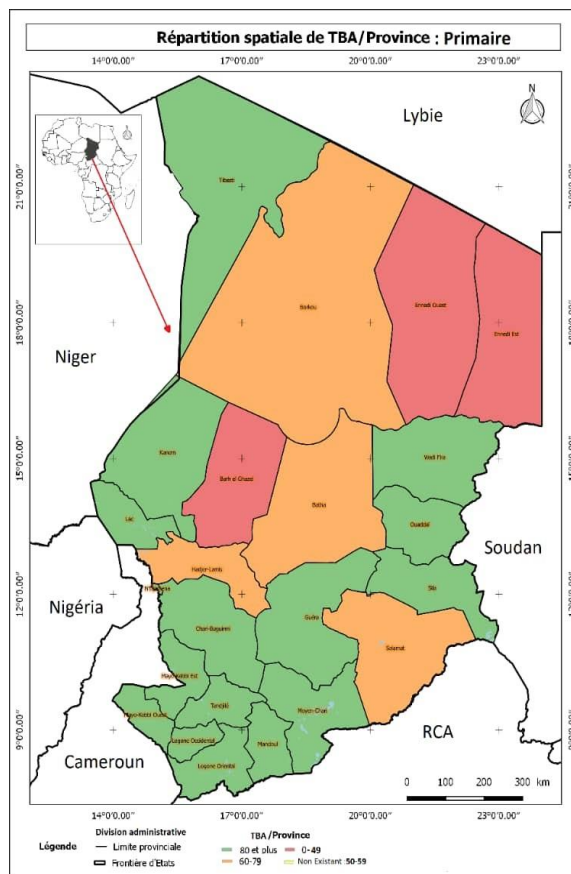 Répartition spatiale de TBA/Province : Primaire
14°0'0.00" 17°0'0.00" 20°0'0.00" 23°0'0.00"
N
Lybie
21°0'0.00"
Tibesti
Borkou
Ennedi Ouest
Ennedi Est
18°0'0.00"
Niger
15°0'0.00"
Kanem
Barh el Ghazel
Batha
Wadi Fira
Lac
Ouaddaï
Soudan
Hadjer-Lamis
Nigéria
12°0'0.00"
Chari-Baguirmi
Guéra
Sila
Salamat
Mayo-Kebbi Est
Mayo-Kebbi Ouest
Tandjilé
Moyen-Chari
Logone Occidental
Mandoul
Logone Oriental
9°0'0.00"
RCA
Cameroun
0 100 200 300 km
14°0'0.00" 17°0'0.00" 20°0'0.00" 23°0'0.00"
Légende
Division administrative
Limite provinciale
Frontière d'Etats
TBA/Province
80 et plus
0-49
60-79
Non Existant :50-59